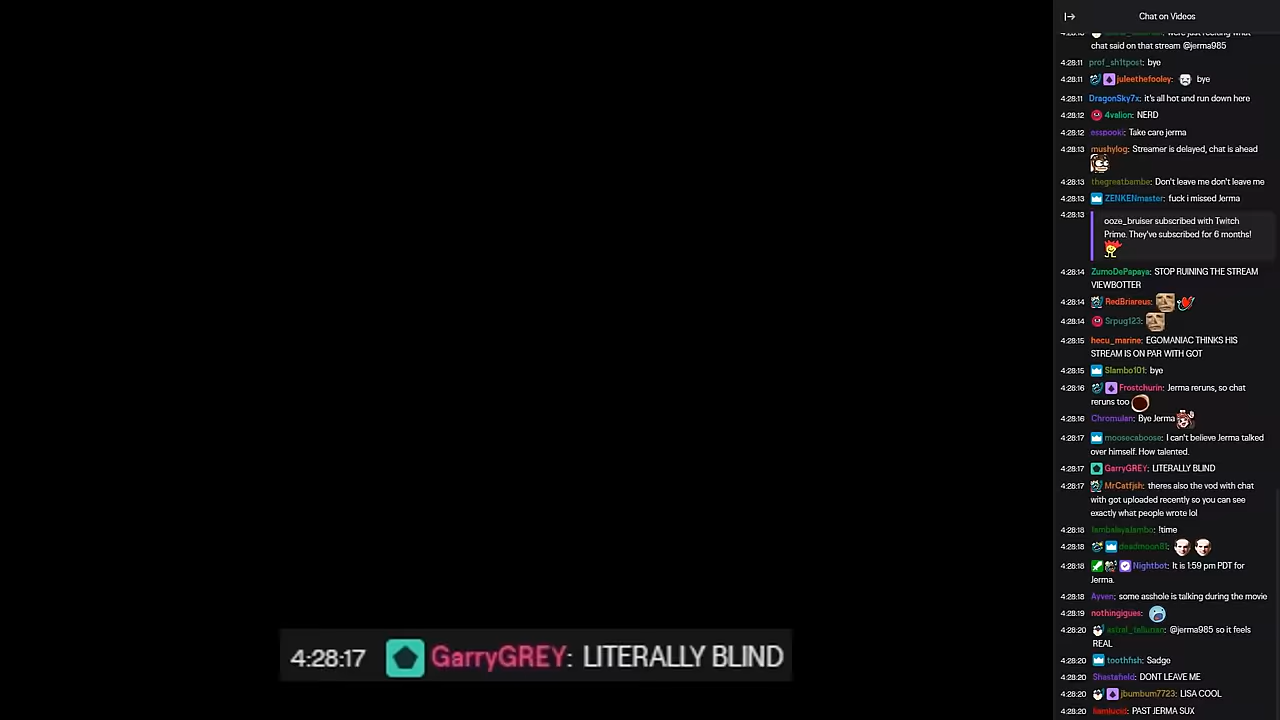 Chat on Videos
chat said on that stream @jerma985
4:28:11 prof_sh1tpost: bye
4:28:11 juleethefooley: bye
4:28:11 DragonSky7x: it's all hot and run down here
4:28:12 4valion: NERD
4:28:12 esspooki: Take care jerma
4:28:13 mushylog: Streamer is delayed, chat is ahead
4:28:13 thegreatbambe: Don't leave me don't leave me
4:28:13 ZENKENmaster: fuck i missed Jerma
4:28:13 ooze_bruiser subscribed with Twitch
Prime. They've subscribed for 6 months!
4:28:14 ZumoDePapaya: STOP RUINING THE STREAM
VIEWBOTTER
4:28:14 RedBriareus:
4:28:14 Srpug123:
4:28:15 hecu_marine: EGOMANIAC THINKS HIS
STREAM IS ON PAR WITH GOT
4:28:15 Slambo101: bye
4:28:16 Frostchurin: Jerma reruns, so chat
reruns too
4:28:16 Chromulan: Bye Jerma
4:28:17 moosecaboose: I can't believe Jerma talked
over himself. How talented.
4:28:17 GarryGREY: LITERALLY BLIND
4:28:17 MrCatfjsh: theres also the vod with chat
with got uploaded recently so you can see
exactly what people wrote lol
4:28:18 !time
4:28:18 deadmoon81:
4:28:18 Nightbot: It is 1:59 pm PDT for
Jerma.
4:28:18 Ayven: some asshole is talking during the movie
4:28:19 nothingigues:
4:28:20 @jerma985 so it feels
REAL
4:28:20 toothfish: Sadge
4:28:20 Shastafield: DONT LEAVE ME
4:28:20 jbumbum7723: LISA COOL
4:28:20 liamlucid: PAST JERMA SUX
4:28:17 GarryGREY: LITERALLY BLIND